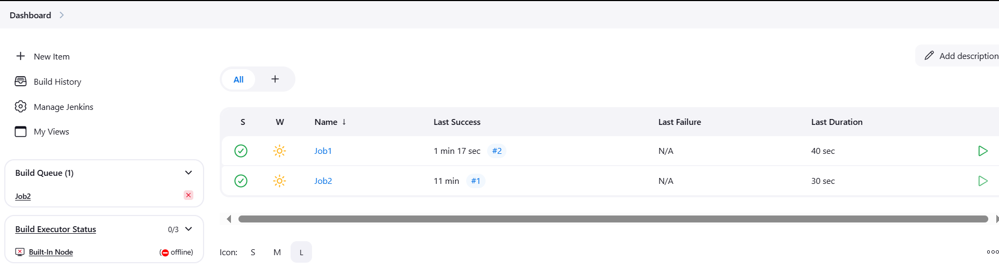 Dashboard
New Item
Build History
Manage Jenkins
My Views
Build Queue (1)
Job2
Build Executor Status 0/3
Built-In Node (offline)
Add description
All +
S W Name ↓ Last Success Last Failure Last Duration
Job1 1 min 17 sec #2 N/A 40 sec
Job2 11 min #1 N/A 30 sec
Icon: S M L